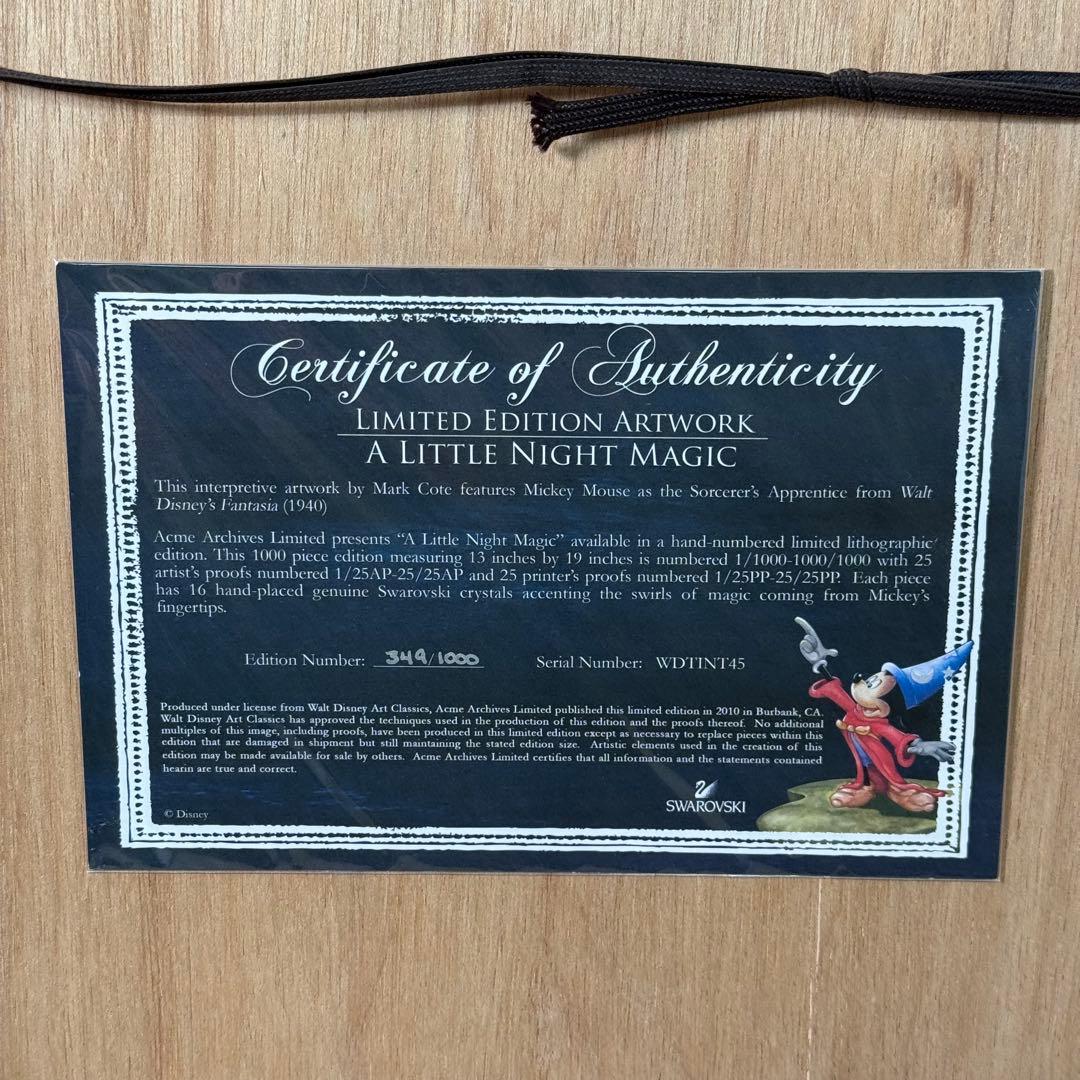 Certificate of Authenticity
LIMITED EDITION ARTWORK
A LITTLE NIGHT MAGIC
This interpretive artwork by Mark Cote features Mickey Mouse as the Sorcerer's Apprentice from Walt
Disney's Fantasia (1940)
Acme Archives Limited presents "A Little Night Magic" available in a hand-numbered limited lithographic
edition. This 1000 piece edition measuring 13 inches by 19 inches is numbered 1/1000-1000/1000 with 25
artist's proofs numbered 1/25AP-25/25AP and 25 printer's proofs numbered 1/25PP-25/25PP. Each piece
has 16 hand-placed genuine Swarovski crystals accenting the swirls of magic coming from Mickey's
fingertips.
Edition Number: 349/1000 Serial Number: WDTINT45
Produced under license from Walt Disney Art Classics, Acme Archives Limited published this limited edition in 2010 in Burbank, CA.
Walt Disney Art Classics has approved the techniques used in the production of this edition and the proofs thereof. No additional
multiples of this image, including proofs, have been produced in this limited edition except as necessary to replace pieces within this
edition that are damaged in shipment but still maintaining the stated edition size. Artistic elements used in the creation of this
edition may be made available for sale by others. Acme Archives Limited certifies that all information and the statements contained
hearin are true and correct.
SWAROVSKI
© Disney